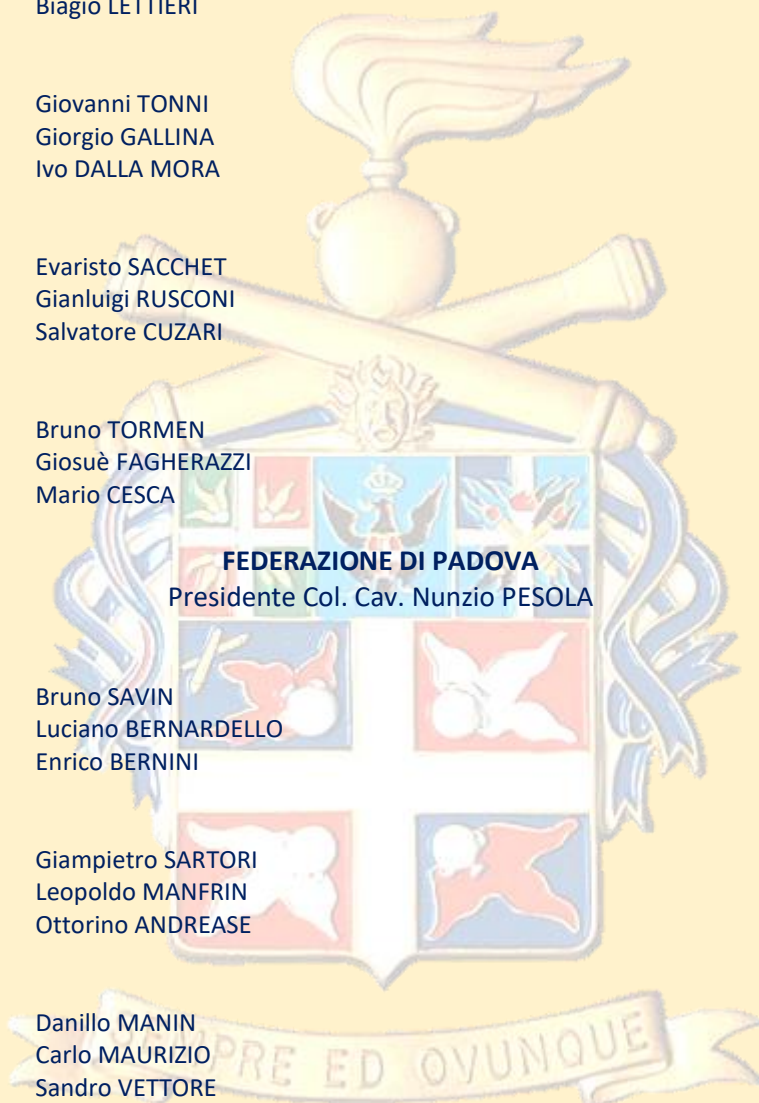 Biagio LETTIERI
Giovanni TONNI
Giorgio GALLINA
Ivo DALLA MORA
Evaristo SACCHET
Gianluigi RUSCONI
Salvatore CUZARI
Bruno TORMEN
Giosuè FAGHERAZZI
Mario CESCA
FEDERAZIONE DI PADOVA
Presidente Col. Cav. Nunzio PESOLA
Bruno SAVIN
Luciano BERNARDELLO
Enrico BERNINI
Giampietro SARTORI
Leopoldo MANFRIN
Ottorino ANDREASE
Danillo MANIN
Carlo MAURIZIO
Sandro VETTORE
SEMPRE ED OVUNQUE